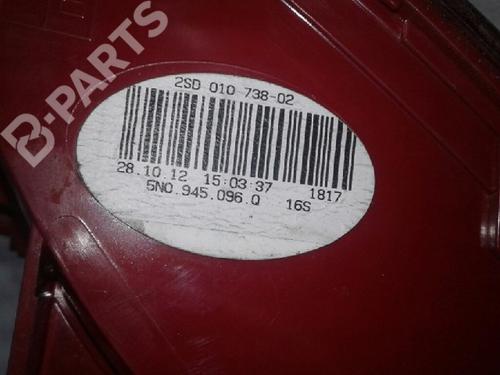 B-PARTS
2SD 010 738-02
28.10.12 15:03:37 1817
5N0.945.096.Q 16S